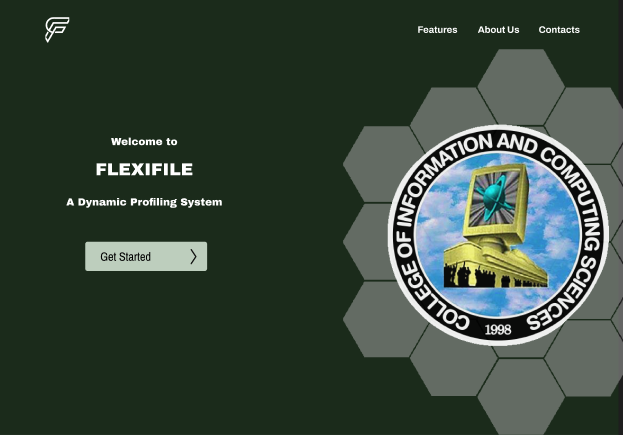 Features About Us Contacts
Welcome to
FLEXIFILE
A Dynamic Profiling System
Get Started
COLLEGE OF INFORMATION AND COMPUTING SCIENCES
1998